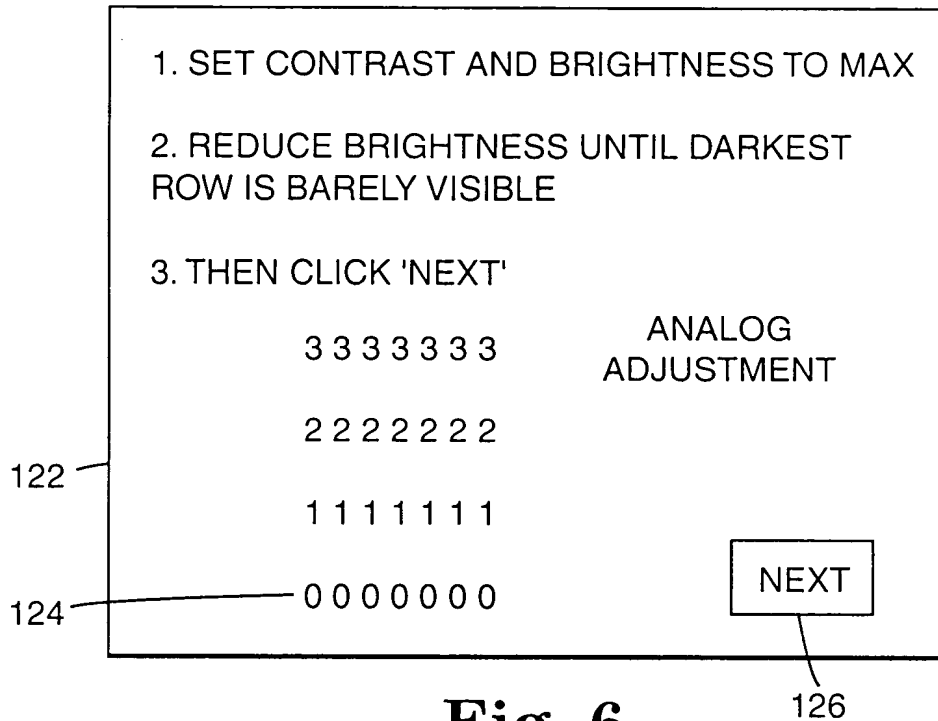 1. SET CONTRAST AND BRIGHTNESS TO MAX
2. REDUCE BRIGHTNESS UNTIL DARKEST
ROW IS BARELY VISIBLE
3. THEN CLICK 'NEXT'
3 3 3 3 3 3 3
ANALOG
ADJUSTMENT
2 2 2 2 2 2 2
122
1 1 1 1 1 1 1
NEXT
124
0 0 0 0 0 0 0
126
Fig. 6